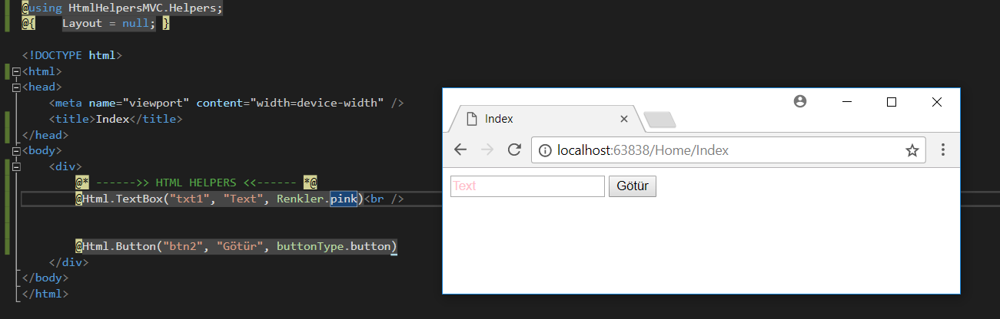 @using HtmlHelpersMVC.Helpers;
@{    Layout = null; }
<!DOCTYPE html>
<html>
<head>
    <meta name="viewport" content="width=device-width" />
    <title>Index</title>
</head>
<body>
    <div>
        @* ------>> HTML HELPERS <<------ *@
        @Html.TextBox("txt1", "Text", Renkler.pink)<br />
        @Html.Button("btn2", "Götür", buttonType.button)
    </div>
</body>
</html>
Index
localhost:63838/Home/Index
Text Götür